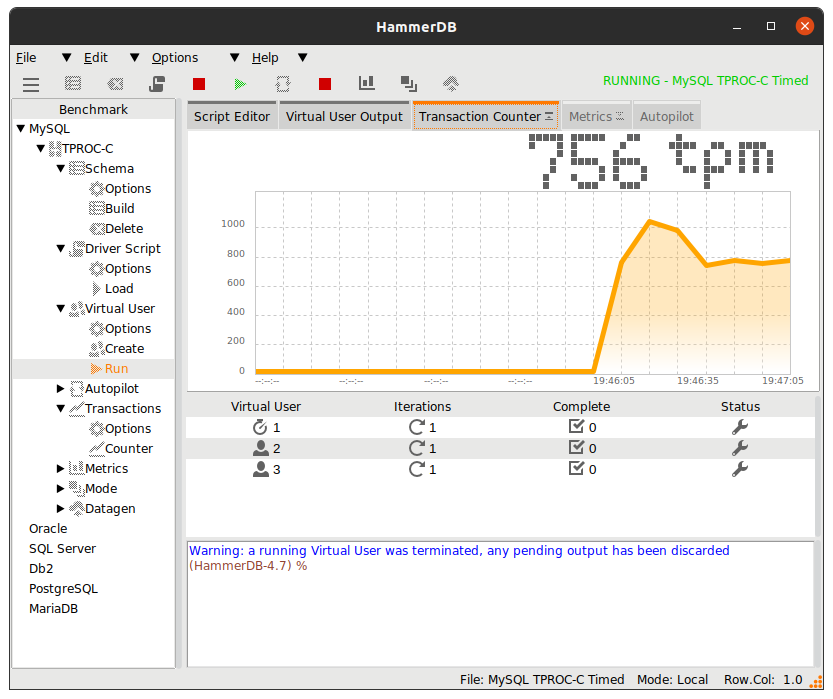 HammerDB
File Edit Options Help
RUNNING - MySQL TPROC-C Timed
Benchmark
MySQL
TPROC-C
Schema
Options
Build
Delete
Driver Script
Options
Load
Virtual User
Options
Create
Run
Autopilot
Transactions
Options
Counter
Metrics
Mode
Datagen
Oracle
SQL Server
Db2
PostgreSQL
MariaDB
Script Editor Virtual User Output Transaction Counter Metrics Autopilot
756 tpm
1000
800
600
400
200
0
--:--:-- --:--:-- --:--:-- --:--:-- 19:46:05 19:46:35 19:47:05
Virtual User Iterations Complete Status
1 1 0
2 1 0
3 1 0
Warning: a running Virtual User was terminated, any pending output has been discarded
(HammerDB-4.7) %
File: MySQL TPROC-C Timed Mode: Local Row.Col: 1.0